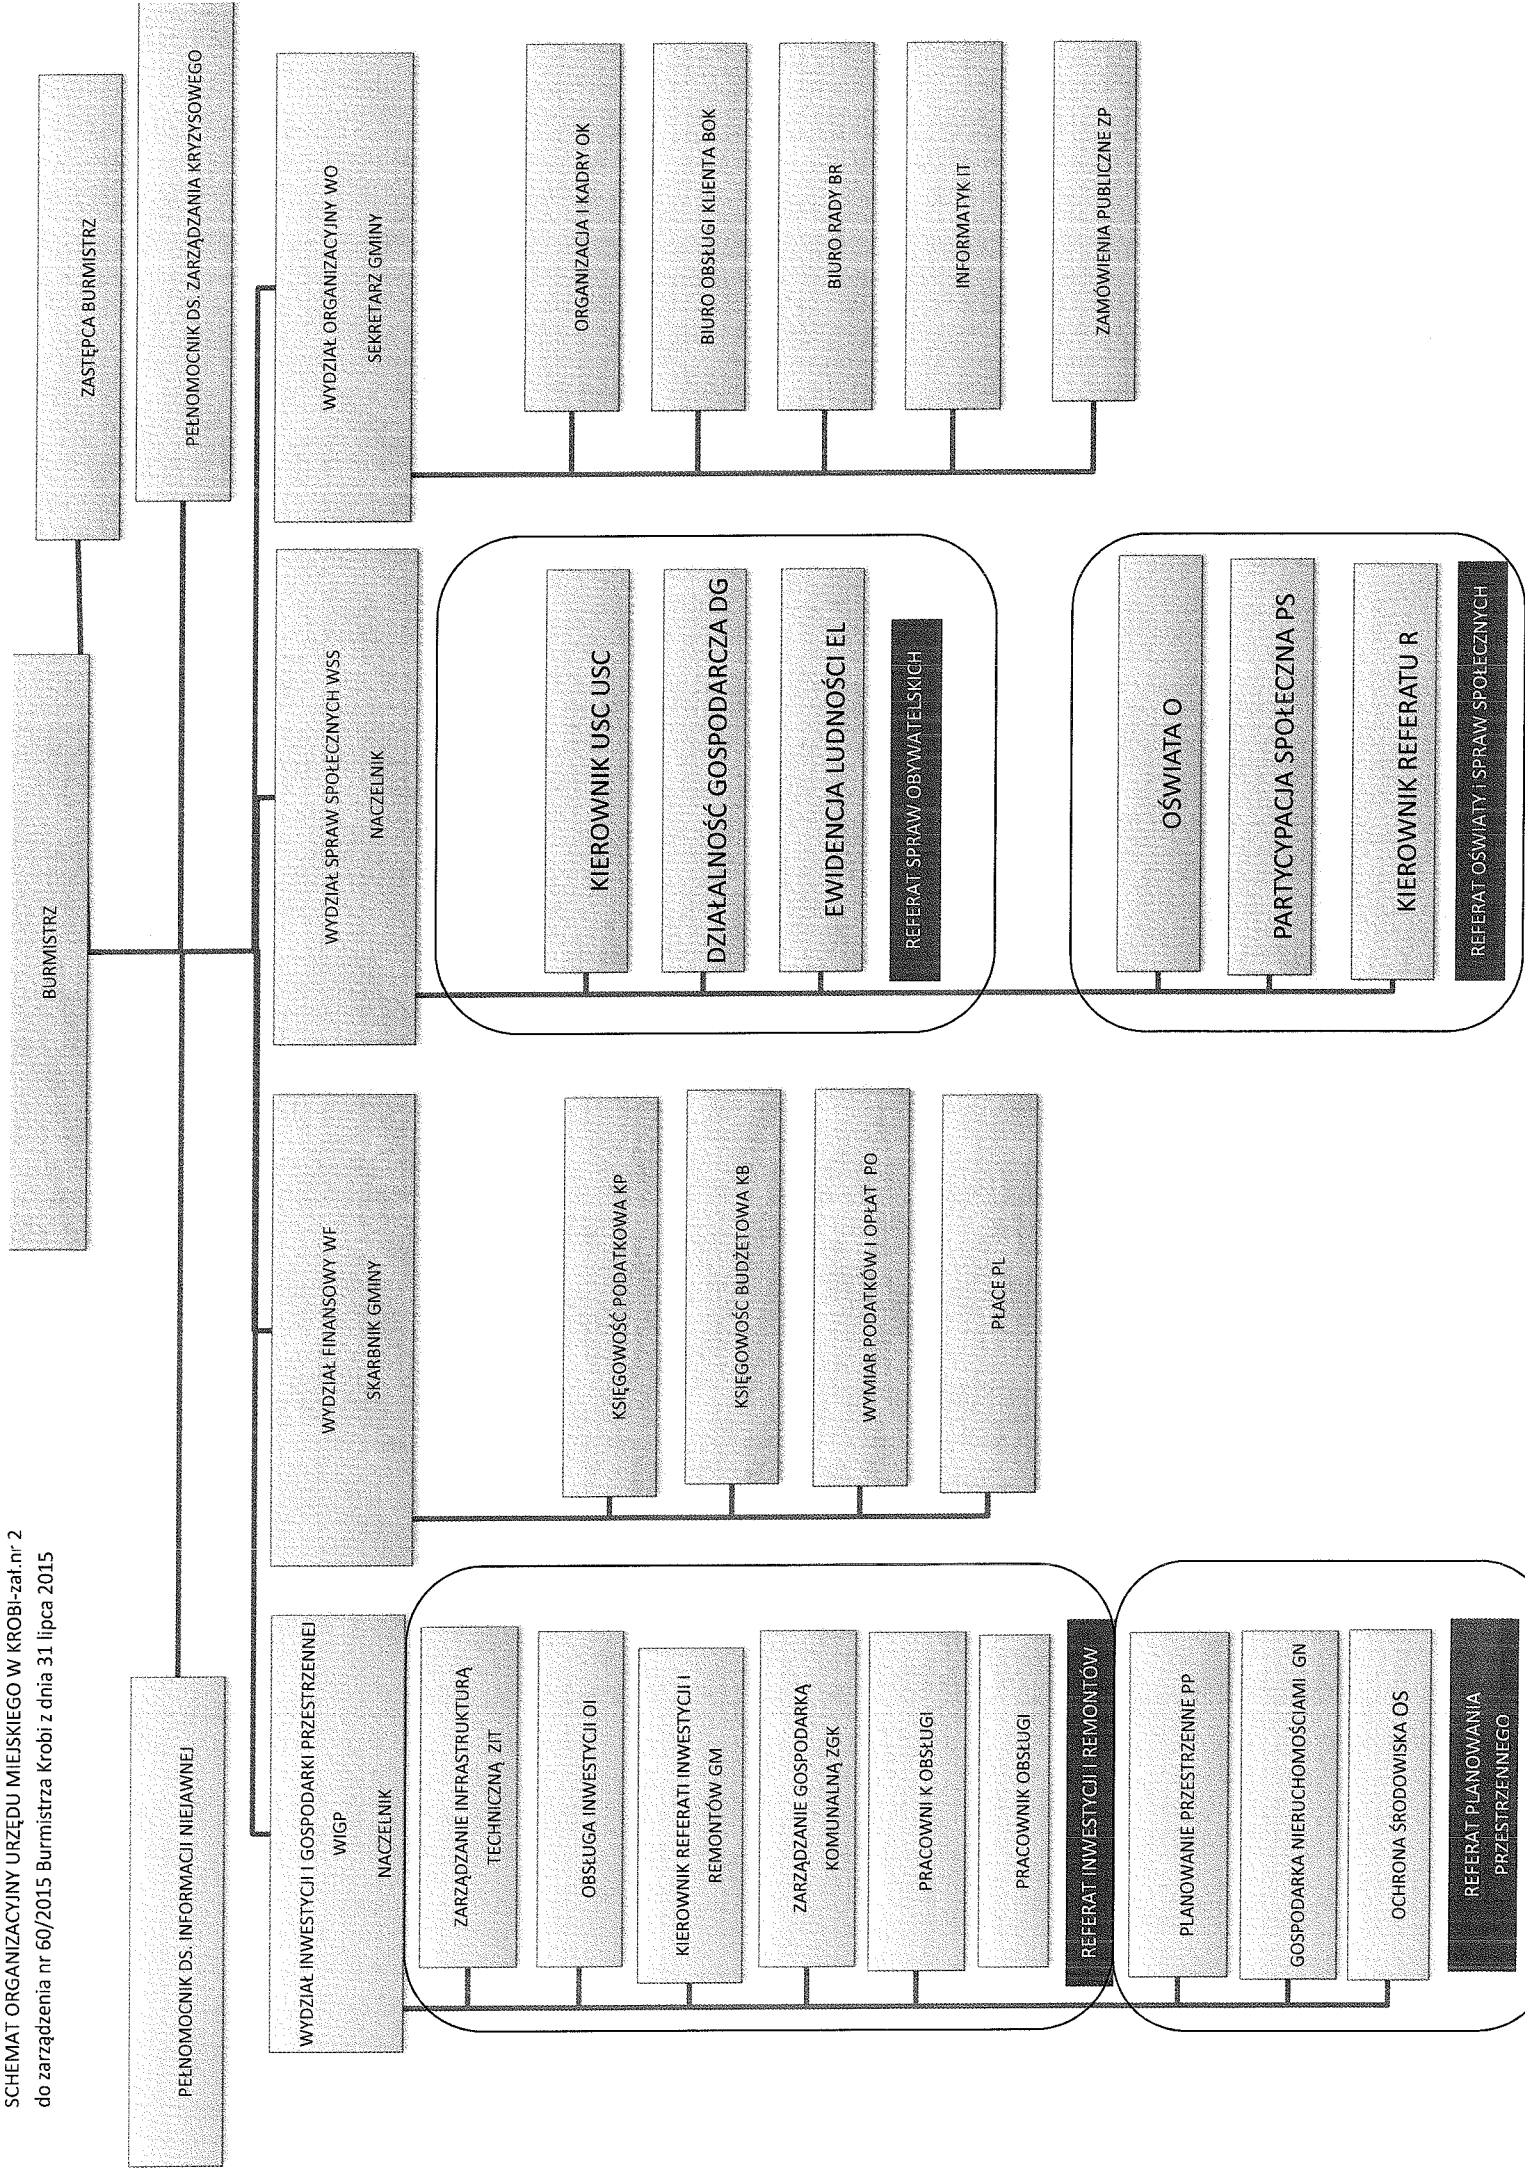 SCHEMAT ORGANIZACYJNY URZĘDU MIEJSKIEGO W KROBI-zał.nr 2
do zarządzenia nr 60/2015 Burmistrza Krobi z dnia 31 lipca 2015
BURMISTRZ
ZASTĘPCA BURMISTRZ
PEŁNOMOCNIK DS. INFORMACJI NIEJAWNEJ
PEŁNOMOCNIK DS. ZARZĄDZANIA KRYZYSOWEGO
WYDZIAŁ INWESTYCJI I GOSPODARKI PRZESTRZENNEJ
WIGP
NACZELNIK
ZARZĄDZANIE INFRASTRUKTURĄ
TECHNICZNĄ ZIT
OBSŁUGA INWESTYCJI OI
KIEROWNIK REFERATI INWESTYCJI I
REMONTÓW GM
ZARZĄDZANIE GOSPODARKĄ
KOMUNALNĄ ZGK
PRACOWNI K OBSŁUGI
PRACOWNIK OBSŁUGI
REFERAT INWESTYCJI I REMONTÓW
PLANOWANIE PRZESTRZENNE PP
GOSPODARKA NIERUCHOMOŚCIAMI GN
OCHRONA ŚRODOWISKA OS
REFERAT PLANOWANIA
PRZESTRZENNEGO
WYDZIAŁ FINANSOWY WF
SKARBNIK GMINY
KSIĘGOWOŚĆ PODATKOWA KP
KSIĘGOWOŚC BUDŻETOWA KB
WYMIAR PODATKÓW I OPŁAT PO
PŁACE PL
WYDZIAŁ SPRAW SPOŁECZNYCH WSS
NACZELNIK
KIEROWNIK USC USC
DZIAŁALNOŚĆ GOSPODARCZA DG
EWIDENCJA LUDNOŚCI EL
REFERAT SPRAW OBYWATELSKICH
OŚWIATA O
PARTYCYPACJA SPOŁECZNA PS
KIEROWNIK REFERATU R
REFERAT OŚWIATY i SPRAW SPOŁECZNYCH
WYDZIAŁ ORGANIZACYJNY WO
SEKRETARZ GMINY
ORGANIZACJA I KADRY OK
BIURO OBSŁUGI KLIENTA BOK
BIURO RADY BR
INFORMATYK IT
ZAMÓWIENIA PUBLICZNE ZP